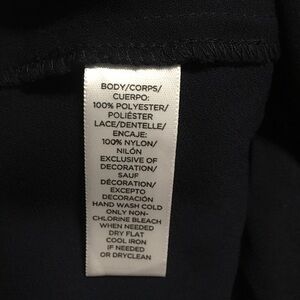 BODY/CORPS/
CUERPO:
100% POLYESTER/
POLIÉSTER
LACE/DENTELLE/
ENCAJE:
100% NYLON/
NILÓN
EXCLUSIVE OF
DECORATION/
SAUF
DÉCORATION/
EXCEPTO
DECORACIÓN
HAND WASH COLD
ONLY NON-
CHLORINE BLEACH
WHEN NEEDED
DRY FLAT
COOL IRON
IF NEEDED
OR DRYCLEAN